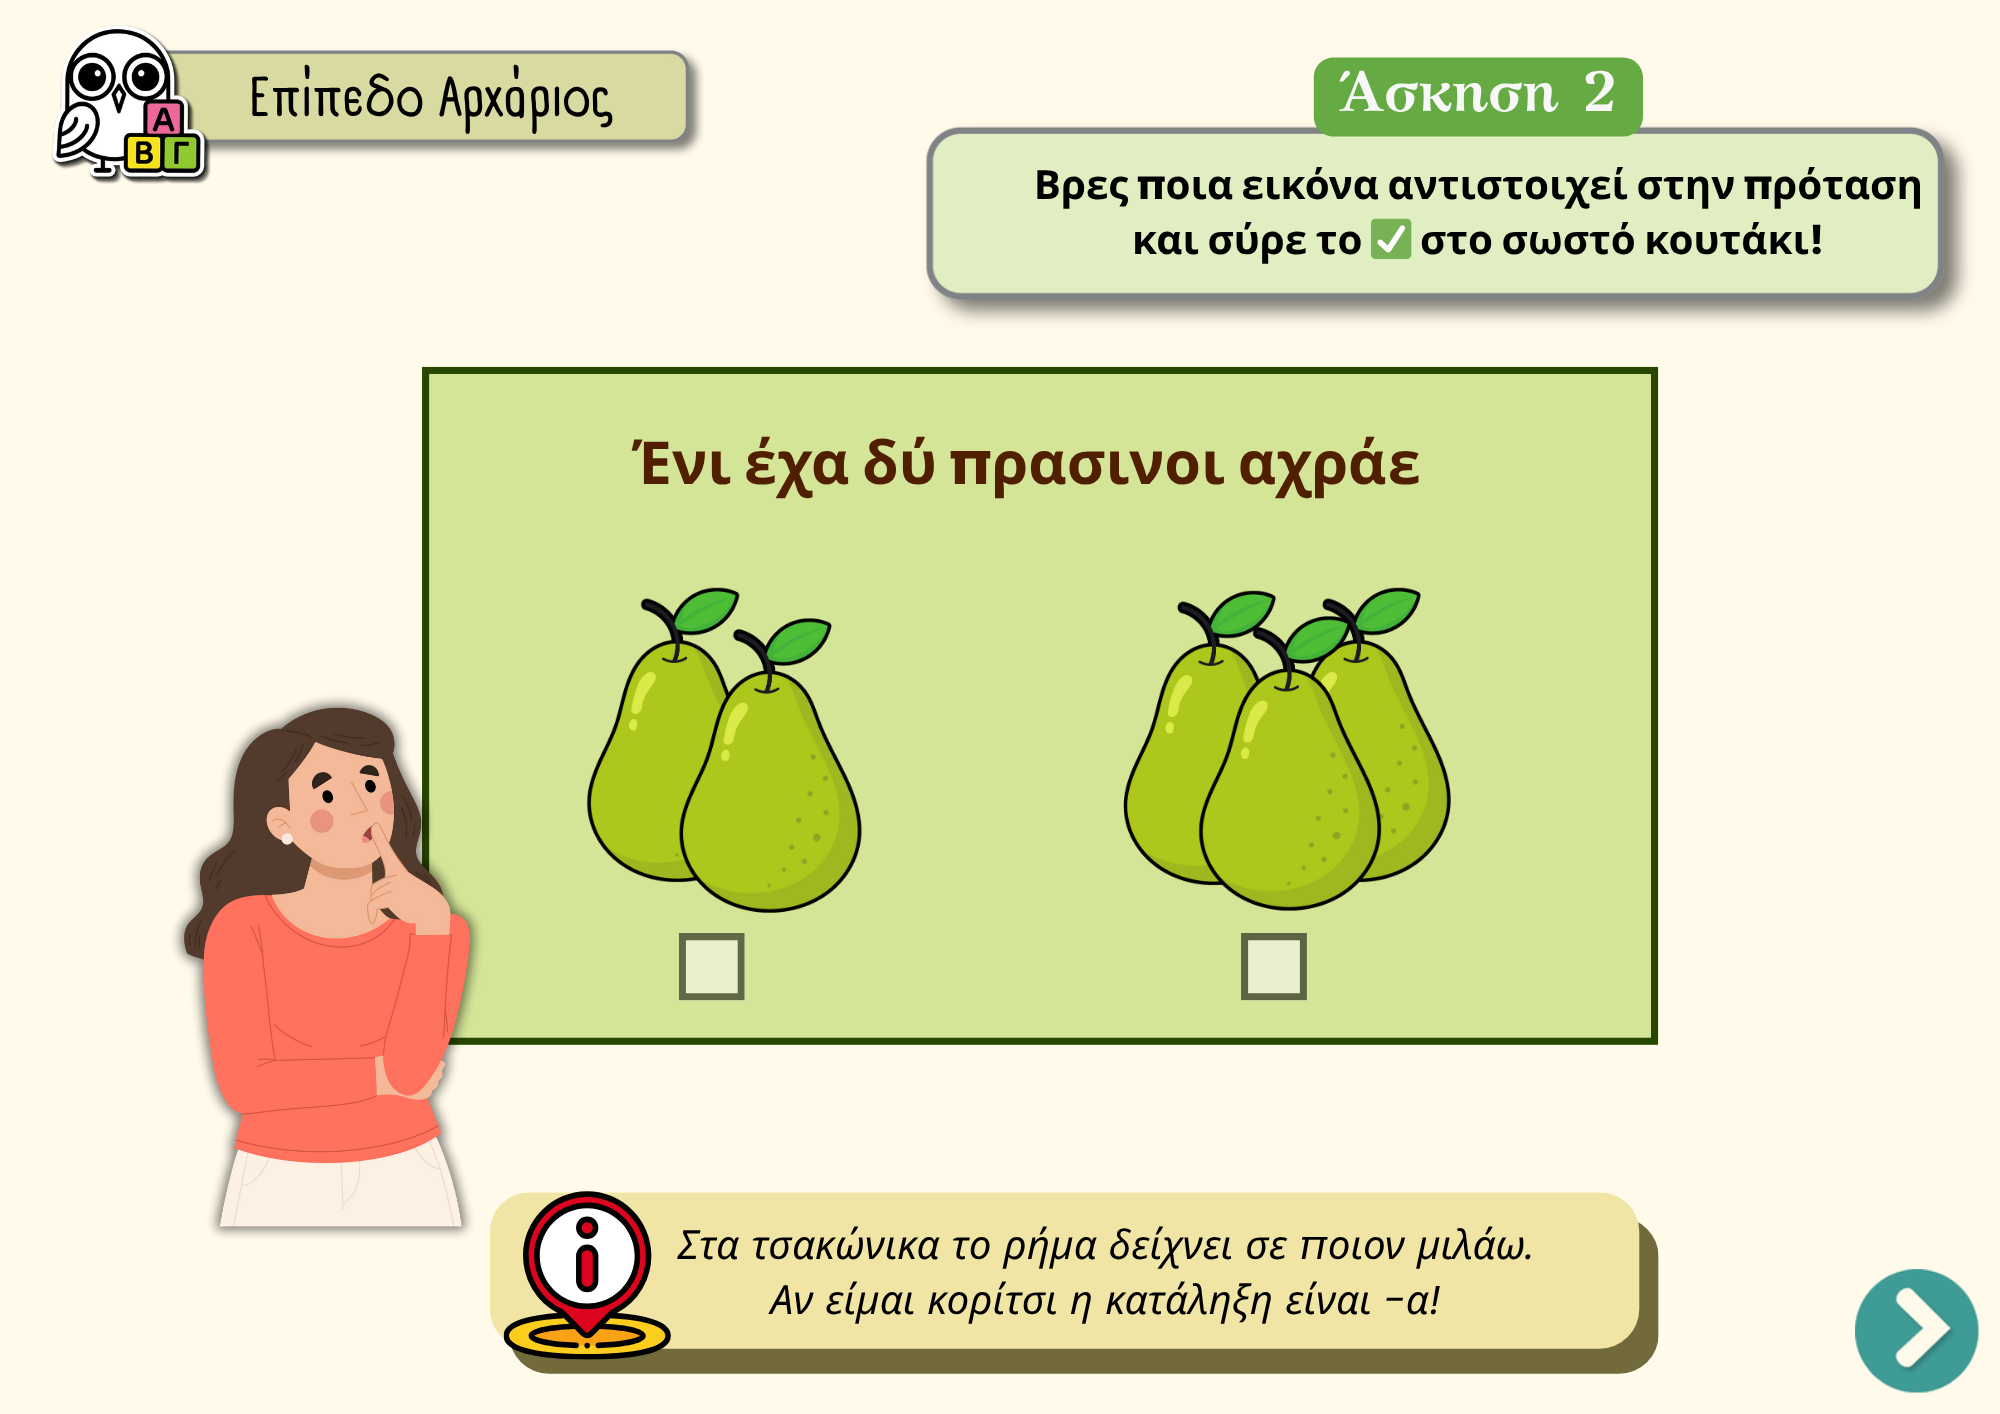 Επίπεδο Αρχάριος
Α
Β Γ
Άσκηση 2
Βρες ποια εικόνα αντιστοιχεί στην πρόταση
και σύρε το ✅ στο σωστό κουτάκι!
Ένι έχα δύ πρασινοι αχράε
Στα τσακώνικα το ρήμα δείχνει σε ποιον μιλάω.
Αν είμαι κορίτσι η κατάληξη είναι –α!